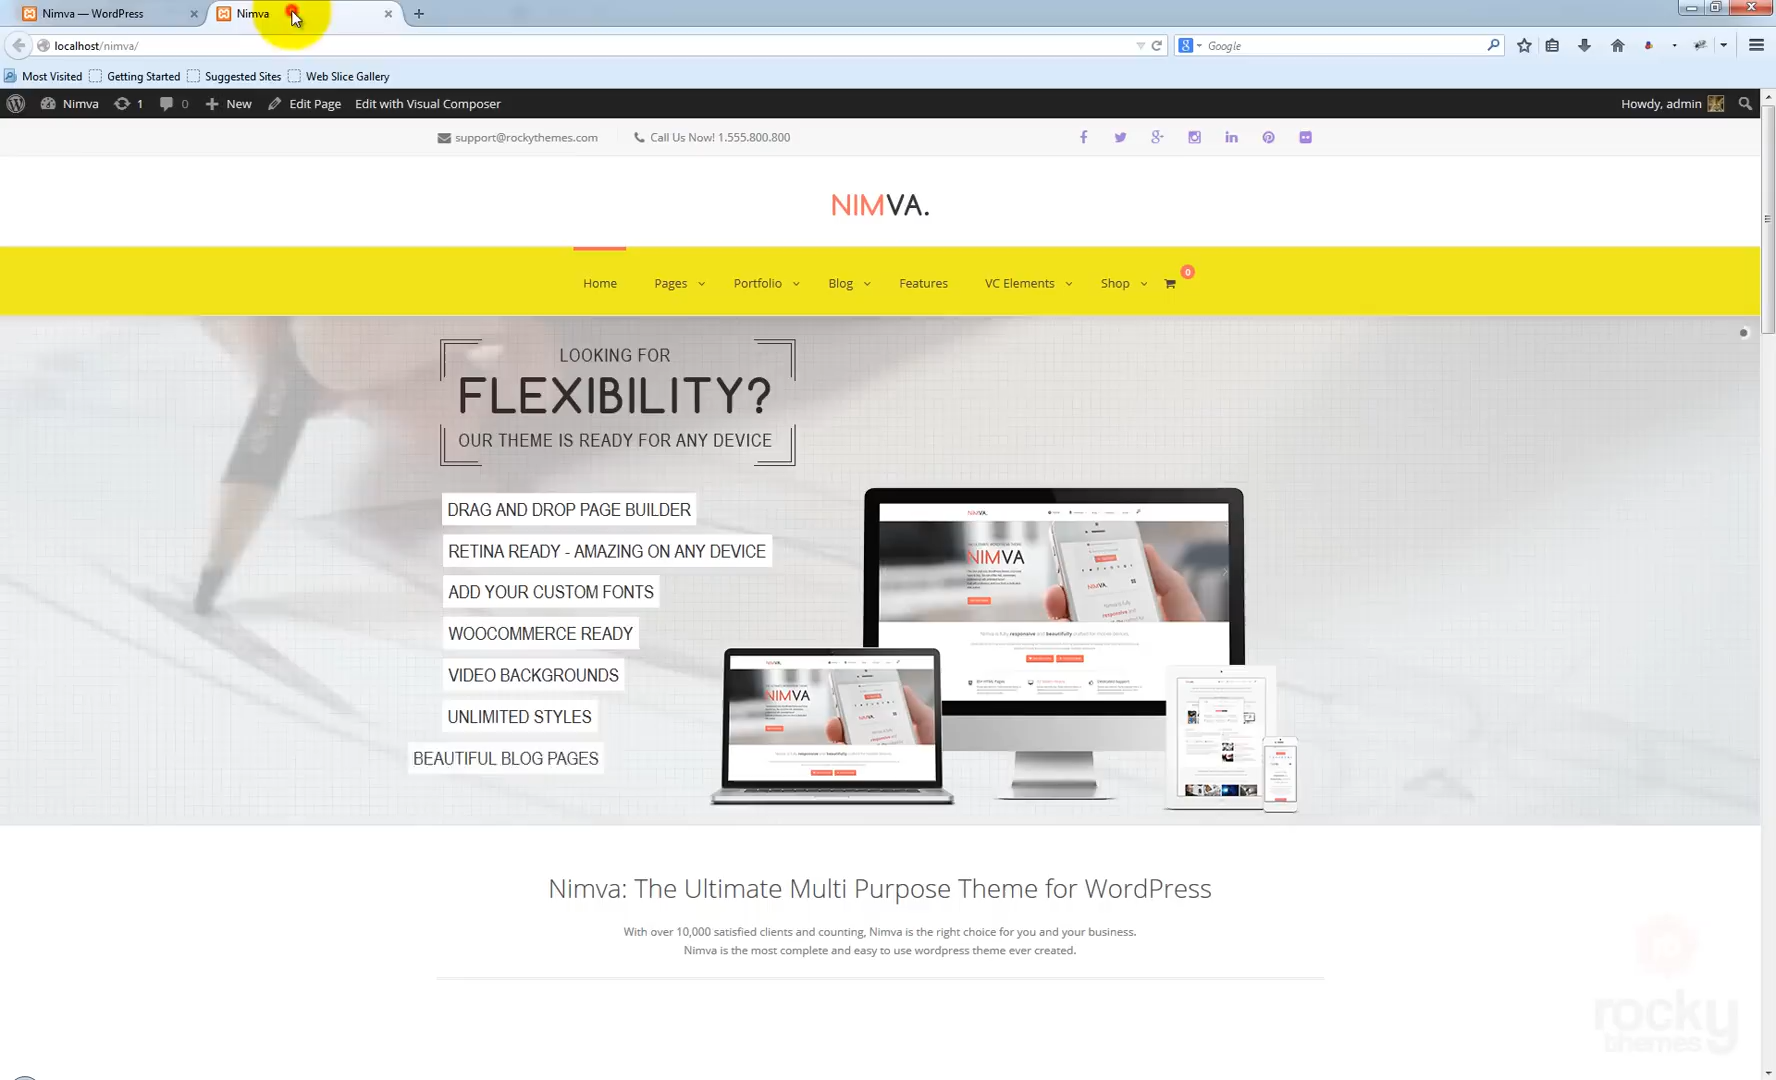 Nimva — WordPress
Nimva
localhost/nimva/
Google
Most Visited
Getting Started
Suggested Sites
Web Slice Gallery
Nimva
1
0
New
Edit Page
Edit with Visual Composer
Howdy, admin
support@rockythemes.com
Call Us Now! 1.555.800.800
NIMVA.
Home
Pages
Portfolio
Blog
Features
VC Elements
Shop
0
LOOKING FOR
FLEXIBILITY?
OUR THEME IS READY FOR ANY DEVICE
DRAG AND DROP PAGE BUILDER
RETINA READY - AMAZING ON ANY DEVICE
ADD YOUR CUSTOM FONTS
WOOCOMMERCE READY
VIDEO BACKGROUNDS
UNLIMITED STYLES
BEAUTIFUL BLOG PAGES
NIMVA
NIMVA
Nimva: The Ultimate Multi Purpose Theme for WordPress
With over 10,000 satisfied clients and counting, Nimva is the right choice for you and your business.
Nimva is the most complete and easy to use wordpress theme ever created.
rocky
themes